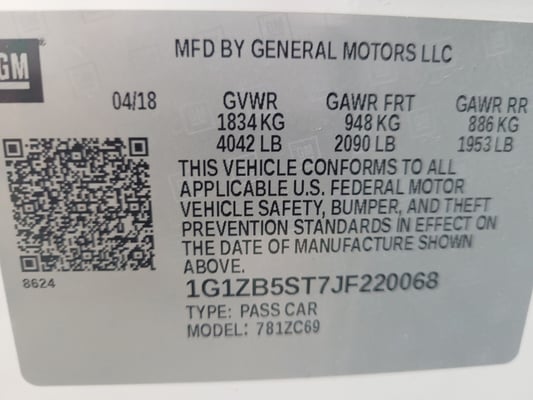 GM
MFD BY GENERAL MOTORS LLC
04/18 GVWR GAWR FRT GAWR RR
1834 KG 948 KG 886 KG
4042 LB 2090 LB 1953 LB
THIS VEHICLE CONFORMS TO ALL
APPLICABLE U.S. FEDERAL MOTOR
VEHICLE SAFETY, BUMPER, AND THEFT
PREVENTION STANDARDS IN EFFECT ON
THE DATE OF MANUFACTURE SHOWN
ABOVE.
8624
1G1ZB5ST7JF220068
TYPE: PASS CAR
MODEL: 781ZC69